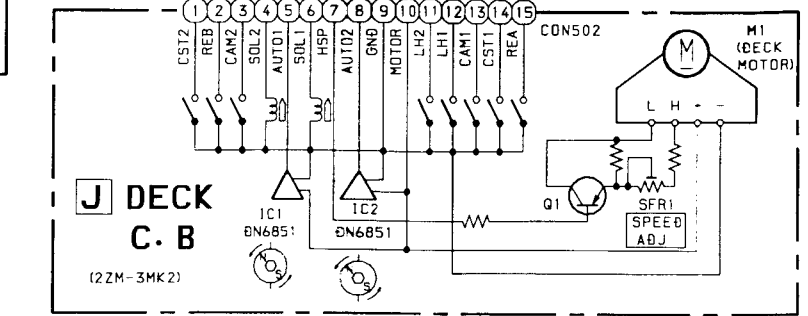 1 2 3 4 5 6 7 8 9 10 11 12 13 14 15
CON502
CST2
REB
CAM2
SOL2
AUTO1
SOL1
HSP
AUTO2
GND
MOTOR
LH2
LH1
CAM1
CST1
REA
M1
(DECK
MOTOR)
M
L H + -
J DECK
C. B
(2ZM-3MK2)
IC1
DN6851
N
S
IC2
DN6851
N
S
Q1
SFR1
SPEED
ADJ